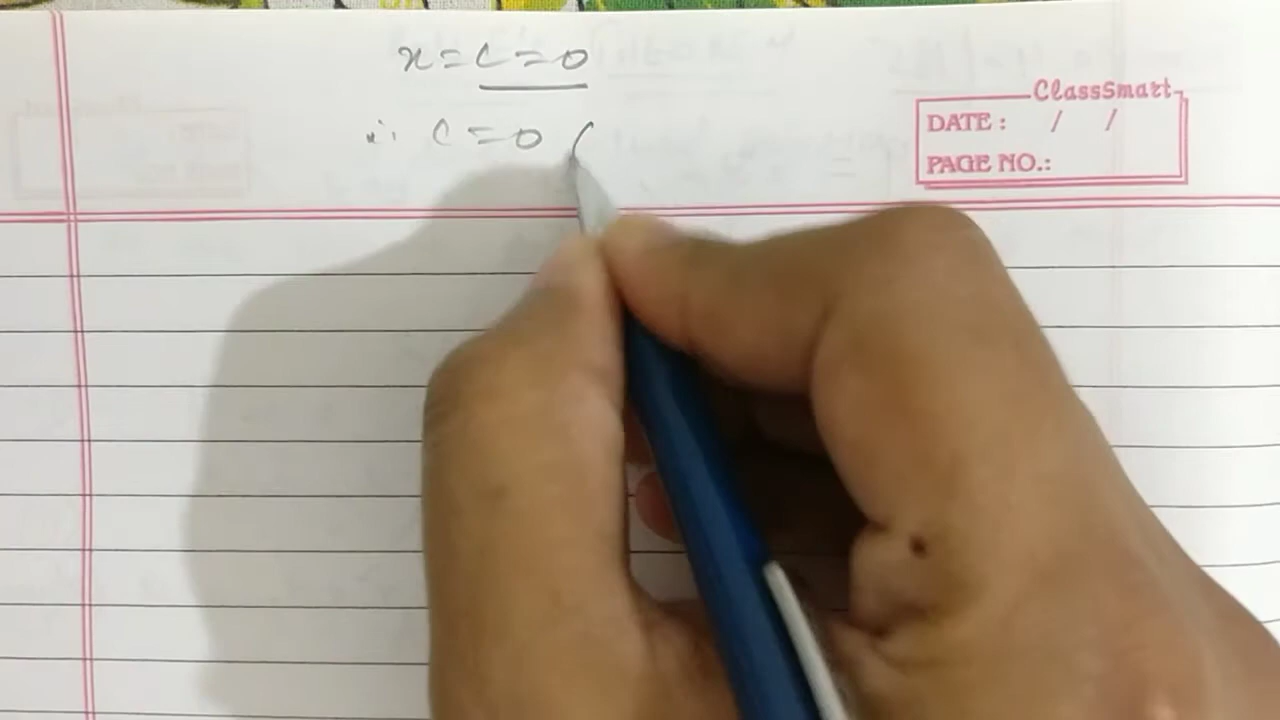 x = c = 0
∴ c = 0 (
ClassSmart
DATE : / /
PAGE NO.: